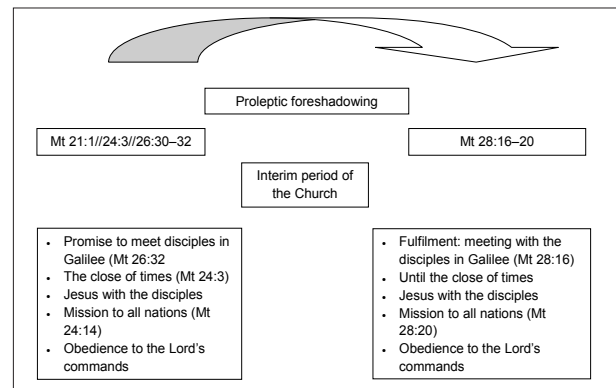 Proleptic foreshadowing
Mt 21:1//24:3//26:30–32
Mt 28:16–20
Interim period of
the Church
• Promise to meet disciples in
Galilee (Mt 26:32
• The close of times (Mt 24:3)
• Jesus with the disciples
• Mission to all nations (Mt
24:14)
• Obedience to the Lord's
commands
• Fulfilment: meeting with the
disciples in Galilee (Mt 28:16)
• Until the close of times
• Jesus with the disciples
• Mission to all nations (Mt
28:20)
• Obedience to the Lord's
commands